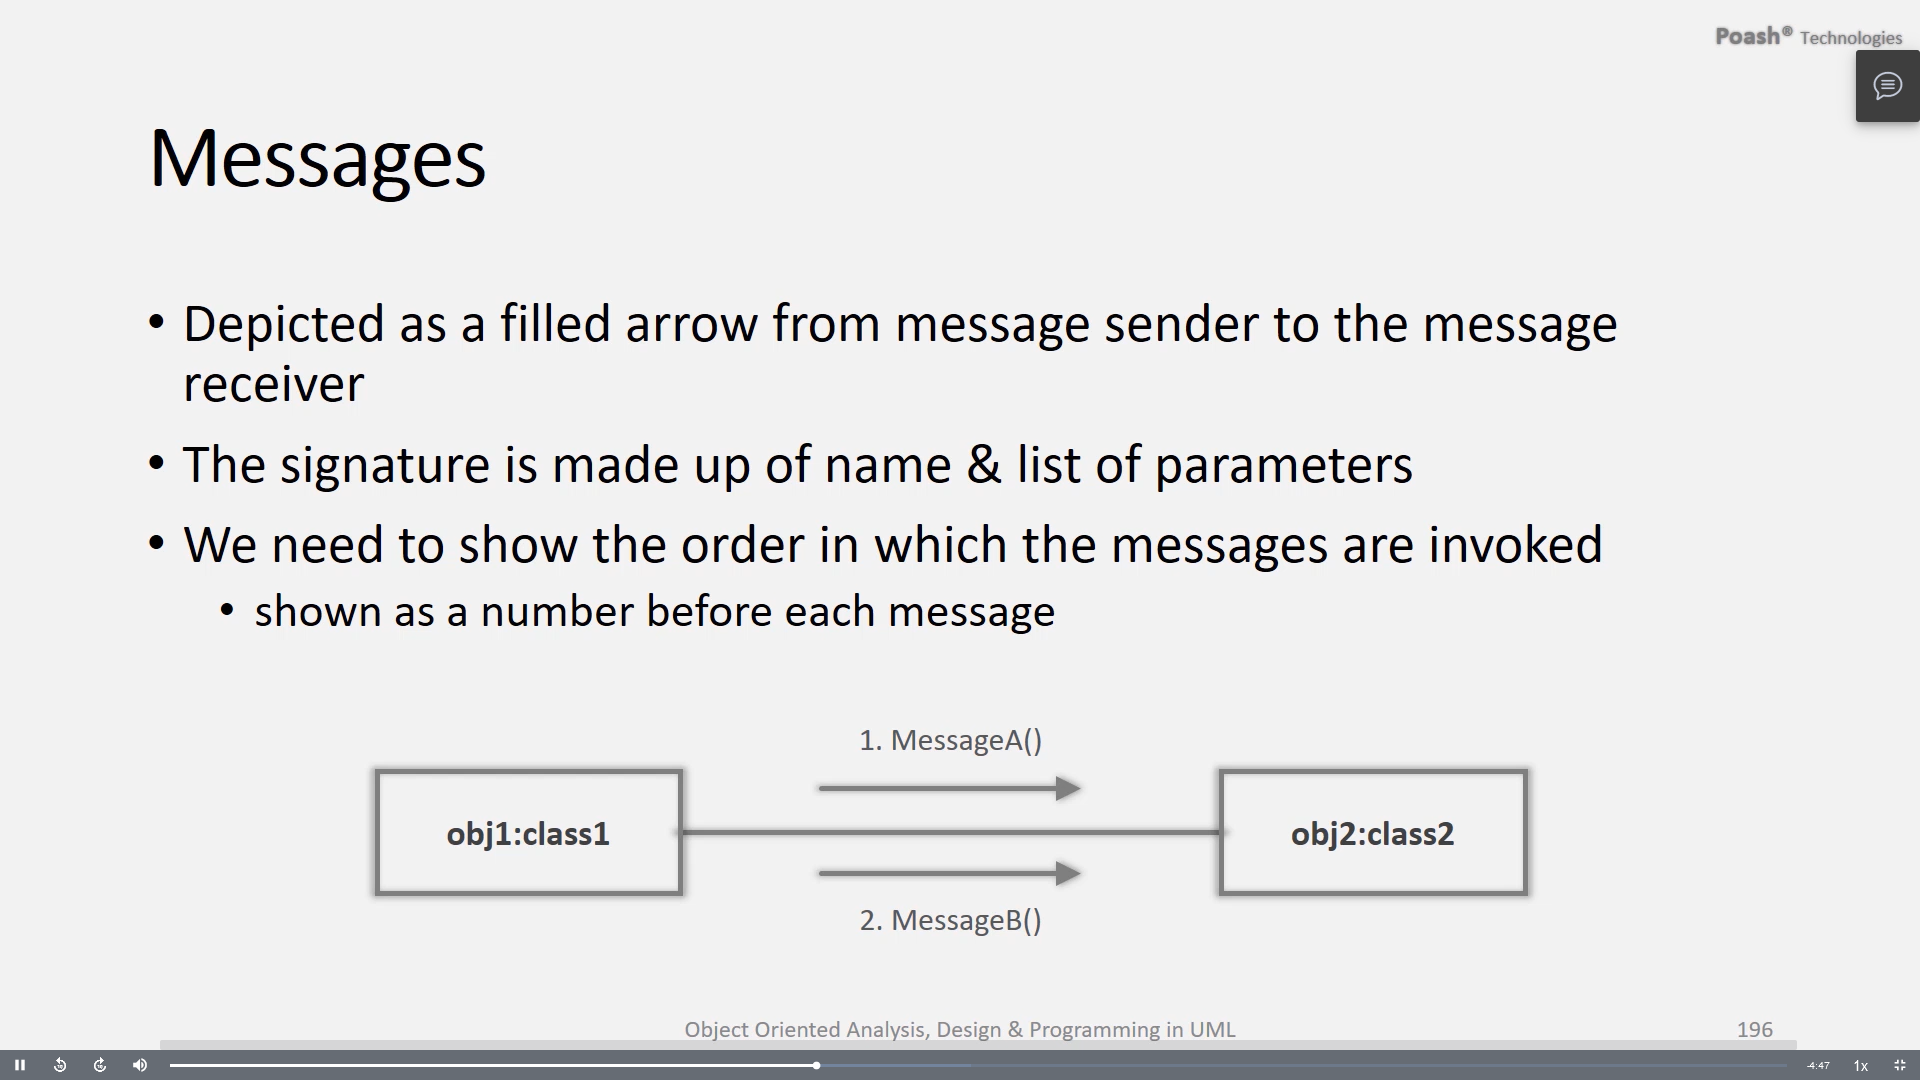 Poash® Technologies
Messages
• Depicted as a filled arrow from message sender to the message
receiver
• The signature is made up of name & list of parameters
• We need to show the order in which the messages are invoked
• shown as a number before each message
1. MessageA()
obj1:class1
obj2:class2
2. MessageB()
Object Oriented Analysis, Design & Programming in UML
196
-4:47
1x